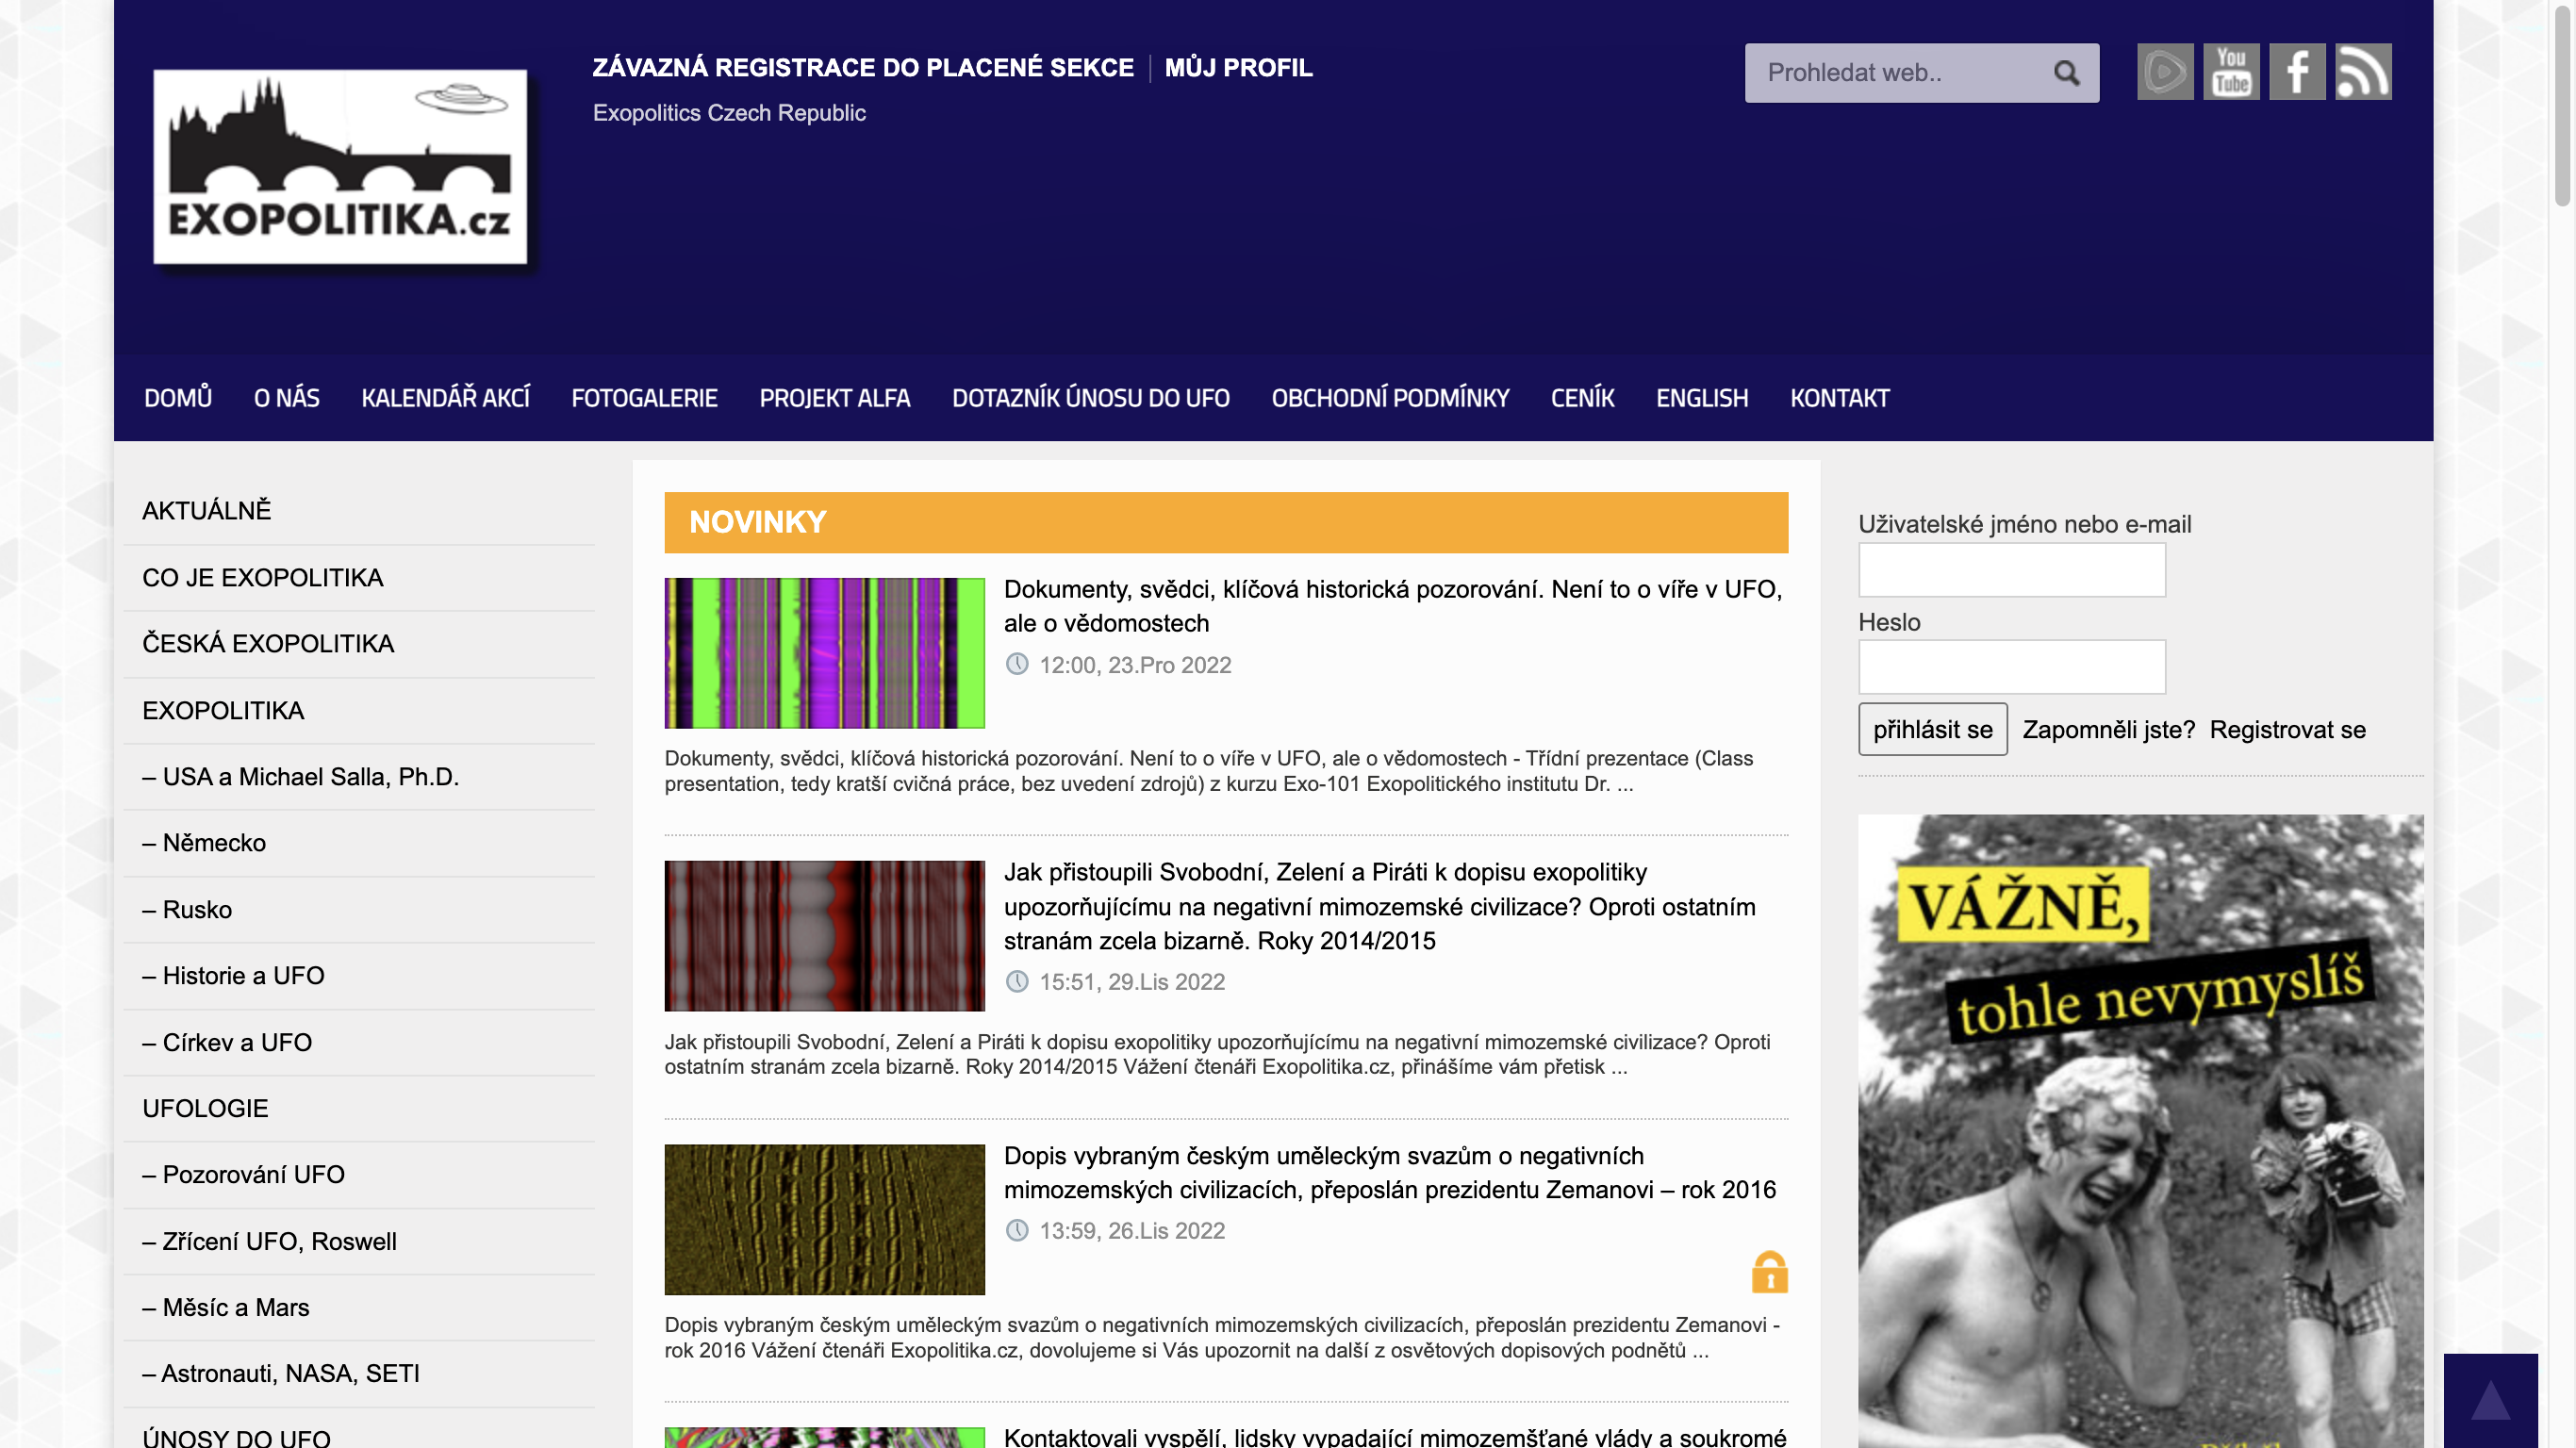 EXOPOLITIKA.cz
ZÁVAZNÁ REGISTRACE DO PLACENÉ SEKCE | MŮJ PROFIL
Exopolitics Czech Republic
Prohledat web..
You
Tube
DOMŮ O NÁS KALENDÁŘ AKCÍ FOTOGALERIE PROJEKT ALFA DOTAZNÍK ÚNOSU DO UFO OBCHODNÍ PODMÍNKY CENÍK ENGLISH KONTAKT
AKTUÁLNĚ
CO JE EXOPOLITIKA
ČESKÁ EXOPOLITIKA
EXOPOLITIKA
– USA a Michael Salla, Ph.D.
– Německo
– Rusko
– Historie a UFO
– Církev a UFO
UFOLOGIE
– Pozorování UFO
– Zřícení UFO, Roswell
– Měsíc a Mars
– Astronauti, NASA, SETI
ÚNOSY DO UFO
NOVINKY
Dokumenty, svědci, klíčová historická pozorování. Není to o víře v UFO,
ale o vědomostech
12:00, 23.Pro 2022
Dokumenty, svědci, klíčová historická pozorování. Není to o víře v UFO, ale o vědomostech - Třídní prezentace (Class
presentation, tedy kratší cvičná práce, bez uvedení zdrojů) z kurzu Exo-101 Exopolitického institutu Dr. ...
Jak přistoupili Svobodní, Zelení a Piráti k dopisu exopolitiky
upozorňujícímu na negativní mimozemské civilizace? Oproti ostatním
stranám zcela bizarně. Roky 2014/2015
15:51, 29.Lis 2022
Jak přistoupili Svobodní, Zelení a Piráti k dopisu exopolitiky upozorňujícímu na negativní mimozemské civilizace? Oproti
ostatním stranám zcela bizarně. Roky 2014/2015 Vážení čtenáři Exopolitika.cz, přinášíme vám přetisk ...
Dopis vybraným českým uměleckým svazům o negativních
mimozemských civilizacích, přeposlán prezidentu Zemanovi – rok 2016
13:59, 26.Lis 2022
Dopis vybraným českým uměleckým svazům o negativních mimozemských civilizacích, přeposlán prezidentu Zemanovi -
rok 2016 Vážení čtenáři Exopolitika.cz, dovolujeme si Vás upozornit na další z osvětových dopisových podnětů ...
Kontaktovali vyspělí, lidsky vypadající mimozemšťané vlády a soukromé
Uživatelské jméno nebo e-mail
Heslo
přihlásit se Zapomněli jste? Registrovat se
VÁŽNĚ,
tohle nevymyslíš